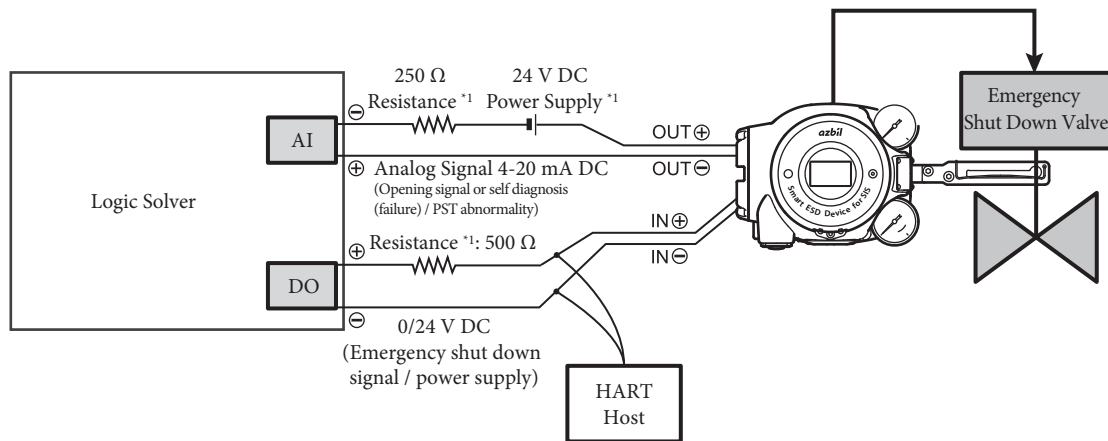 250 Ω
Resistance *1
24 V DC
Power Supply *1
⊖
AI
⊕
Analog Signal 4-20 mA DC
(Opening signal or self diagnosis
(failure) / PST abnormality)
Logic Solver
OUT⊕
OUT⊖
azbil
Smart ESD Device for SIS
Emergency
Shut Down Valve
⊕
Resistance *1: 500 Ω
IN⊕
IN⊖
DO
⊖
0/24 V DC
(Emergency shut down
signal / power supply)
HART
Host